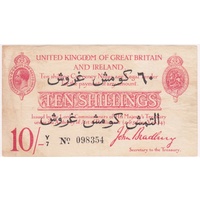 UNITED KINGDOM OF GREAT BRITAIN
AND IRELAND
٦٠ كومش غروش
TEN SHILLINGS
التمش كومش غروش
10/-
Y/7
No. 098354
John Bradbury
Secretary to the Treasury.